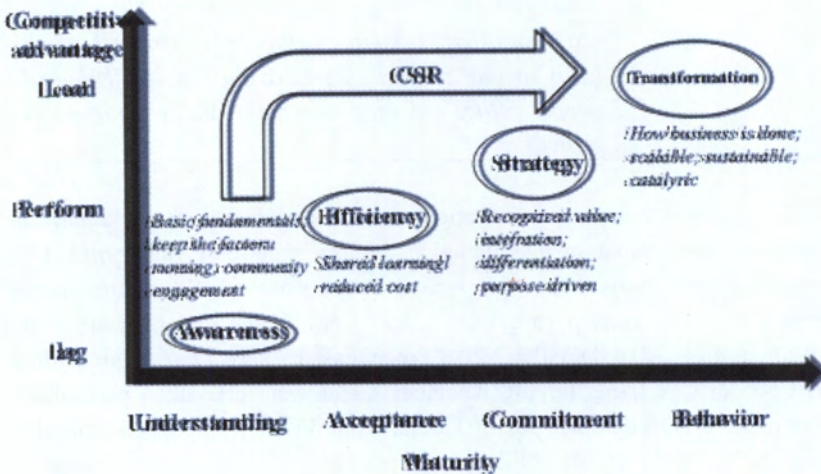 Competitive
advantage
Lead
CSR
Transformation
How business is done;
scalable; sustainable;
catalyric
Strategy
Perform
Efficiency
Basic fundamentals,
keep the factory
running; community
engagement
Shared learning
reduced cost
Recognized value;
differentiation;
purpose driven
Awareness
Lag
Understanding Acceptance Commitment Behavior
Maturity